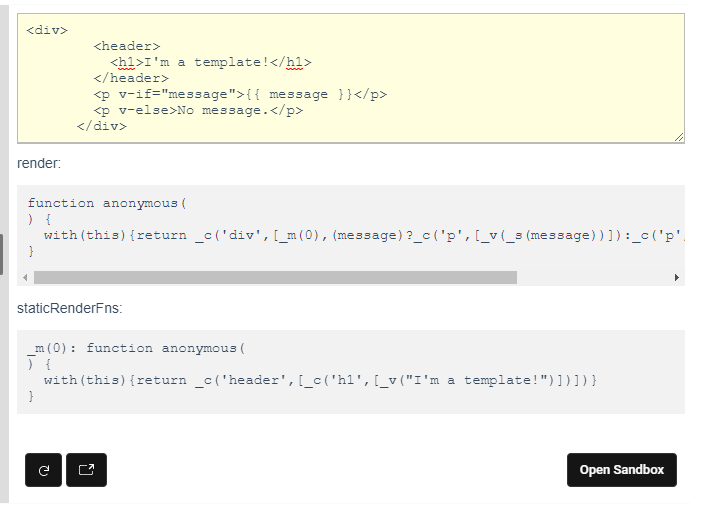 <div>
        <header>
          <h1>I'm a template!</h1>
        </header>
        <p v-if="message">{{ message }}</p>
        <p v-else>No message.</p>
      </div>
render:
function anonymous(
) {
  with(this){return _c('div',[_m(0),(message)?_c('p',[_v(_s(message))]):_c('p',
}
staticRenderFns:
_m(0): function anonymous(
) {
  with(this){return _c('header',[_c('h1',[_v("I'm a template!")])])}
}
Open Sandbox